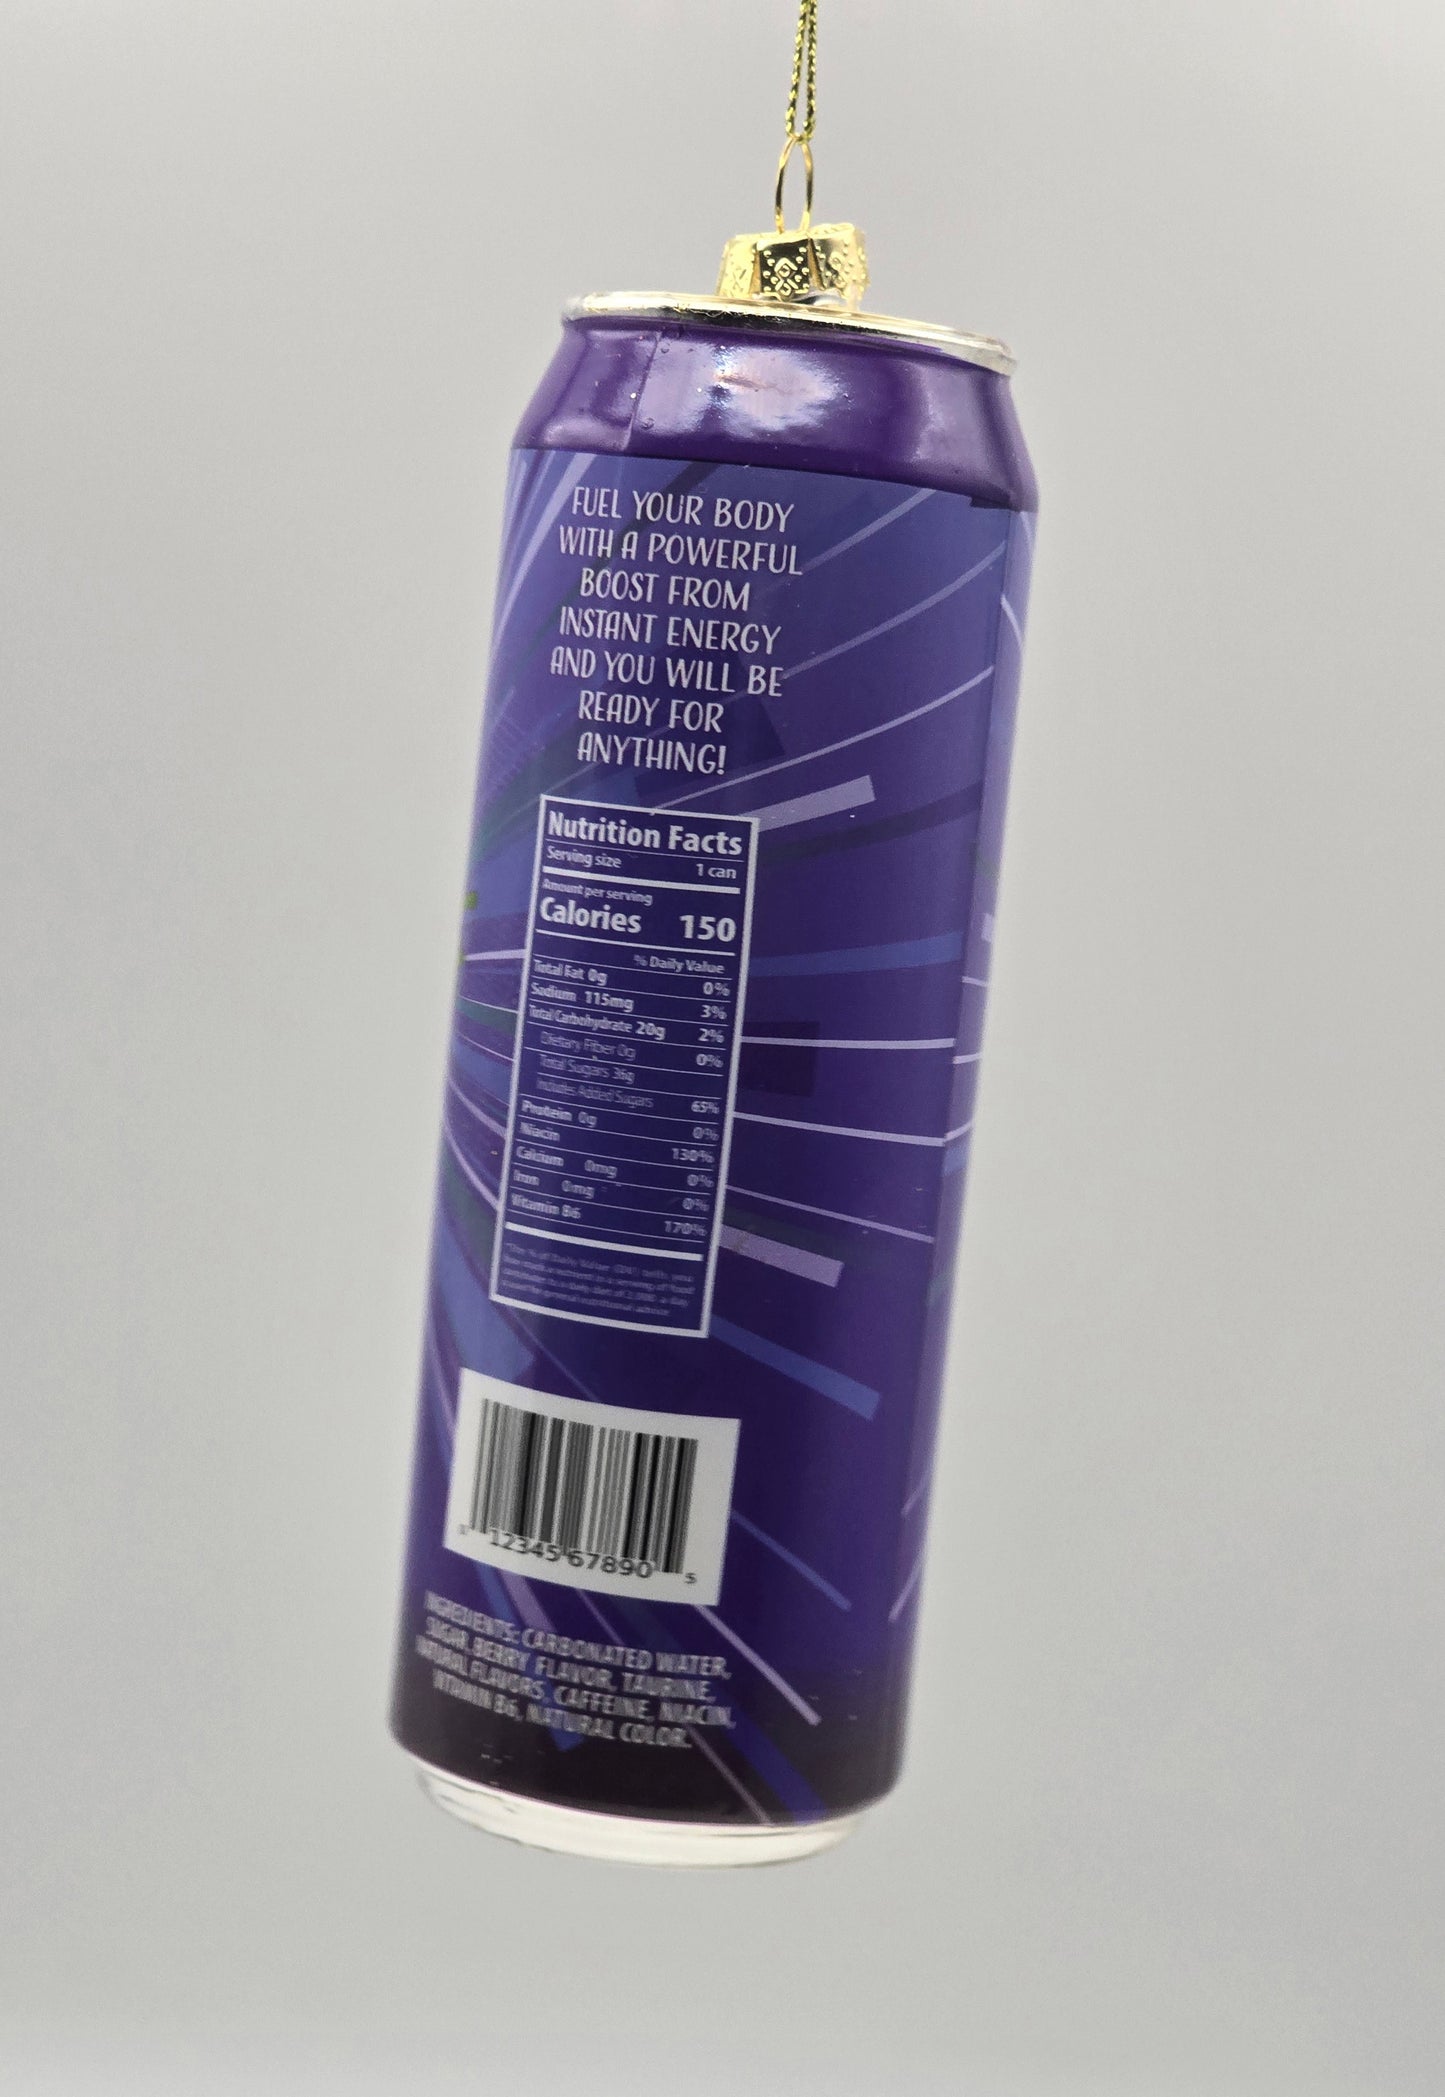 FUEL YOUR BODY
WITH A POWERFUL
BOOST FROM
INSTANT ENERGY
AND YOU WILL BE
READY FOR
ANYTHING!
Nutrition Facts
Serving size 1 can
Amount per serving
Calories 150
% Daily Value
Total Fat 0g 0%
Sodium 115mg 3%
Total Carbohydrate 20g 2%
Dietary Fiber 0g 0%
Total Sugars 36g
Includes Added Sugars 65%
Protein 0g 0%
Niacin 130%
Calcium 0mg 0%
Iron 0mg 0%
Vitamin B6 170%
12345 67890 5
INGREDIENTS: CARBONATED WATER,
SUGAR, BERRY FLAVOR, TAURINE,
NATURAL FLAVORS, CAFFEINE, NIACIN,
VITAMIN B6, NATURAL COLOR.